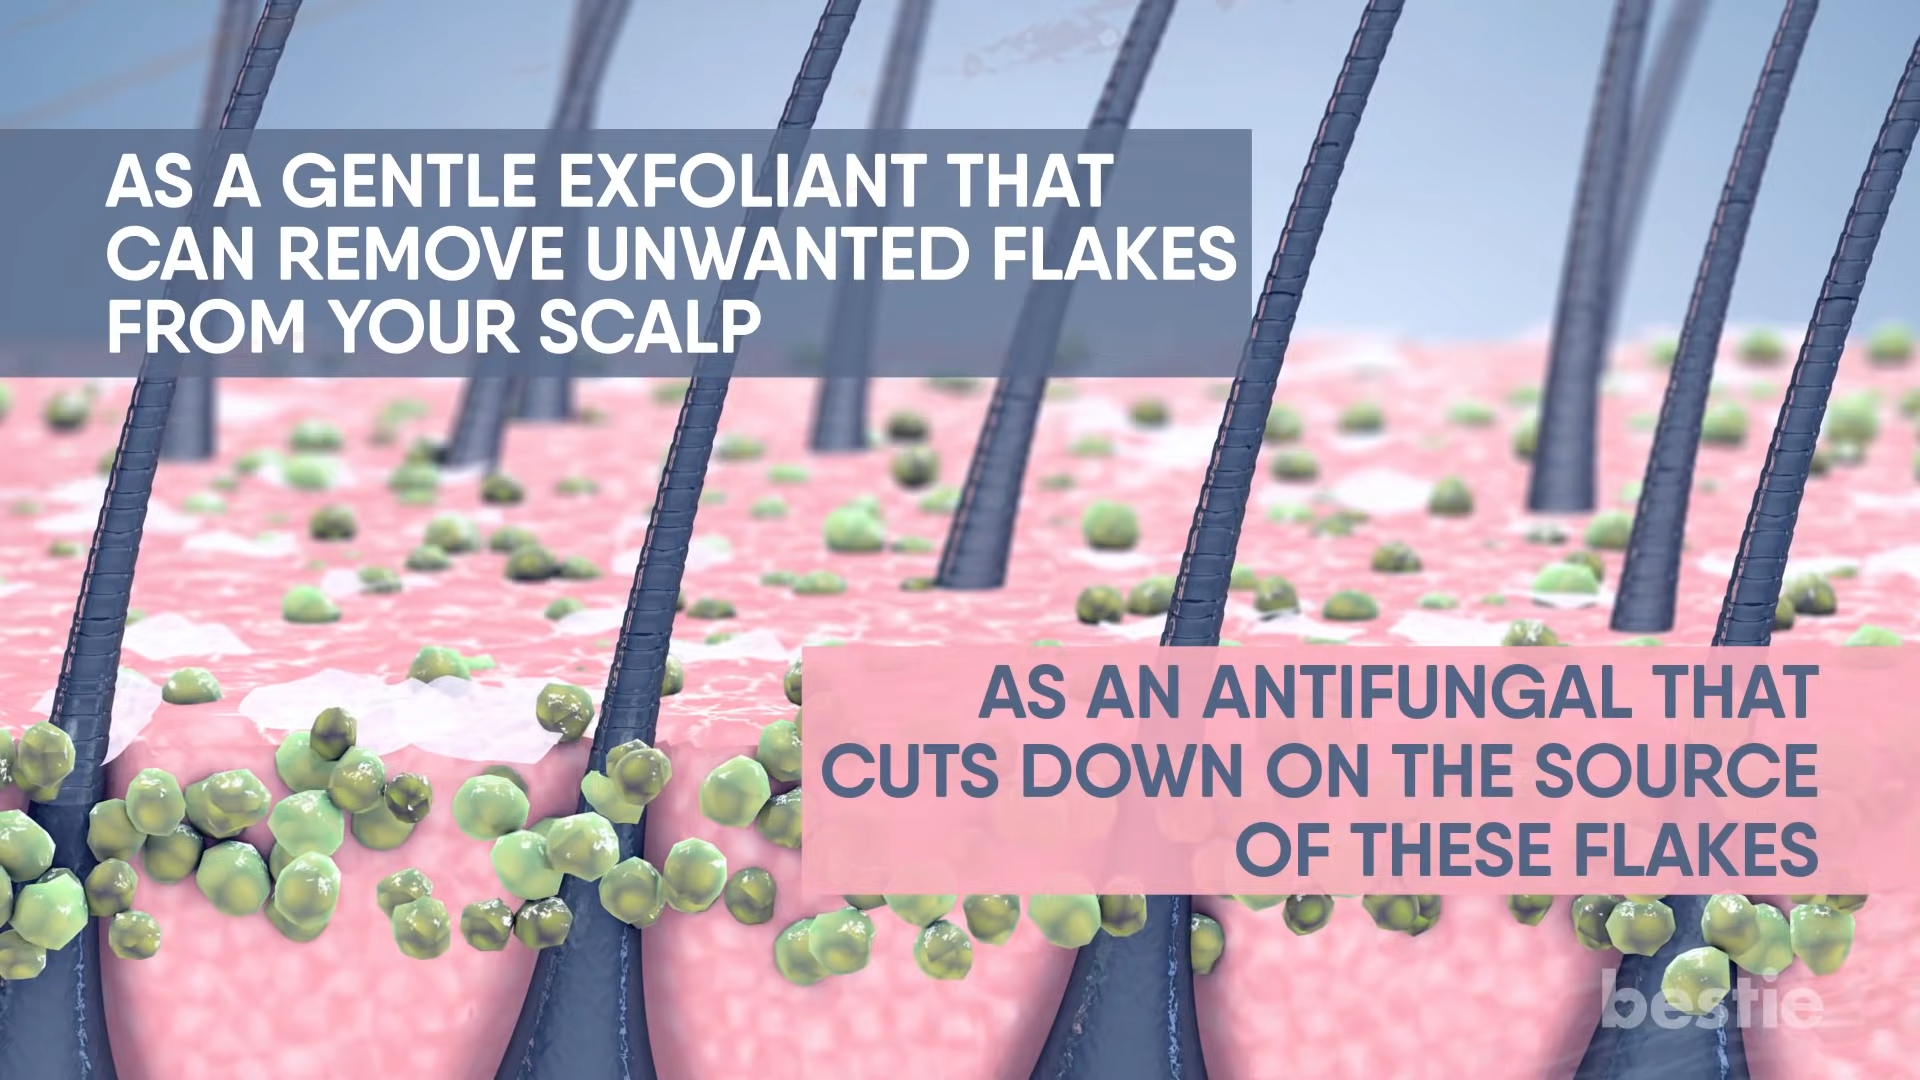 AS A GENTLE EXFOLIANT THAT
CAN REMOVE UNWANTED FLAKES
FROM YOUR SCALP
AS AN ANTIFUNGAL THAT
CUTS DOWN ON THE SOURCE
OF THESE FLAKES
bestie